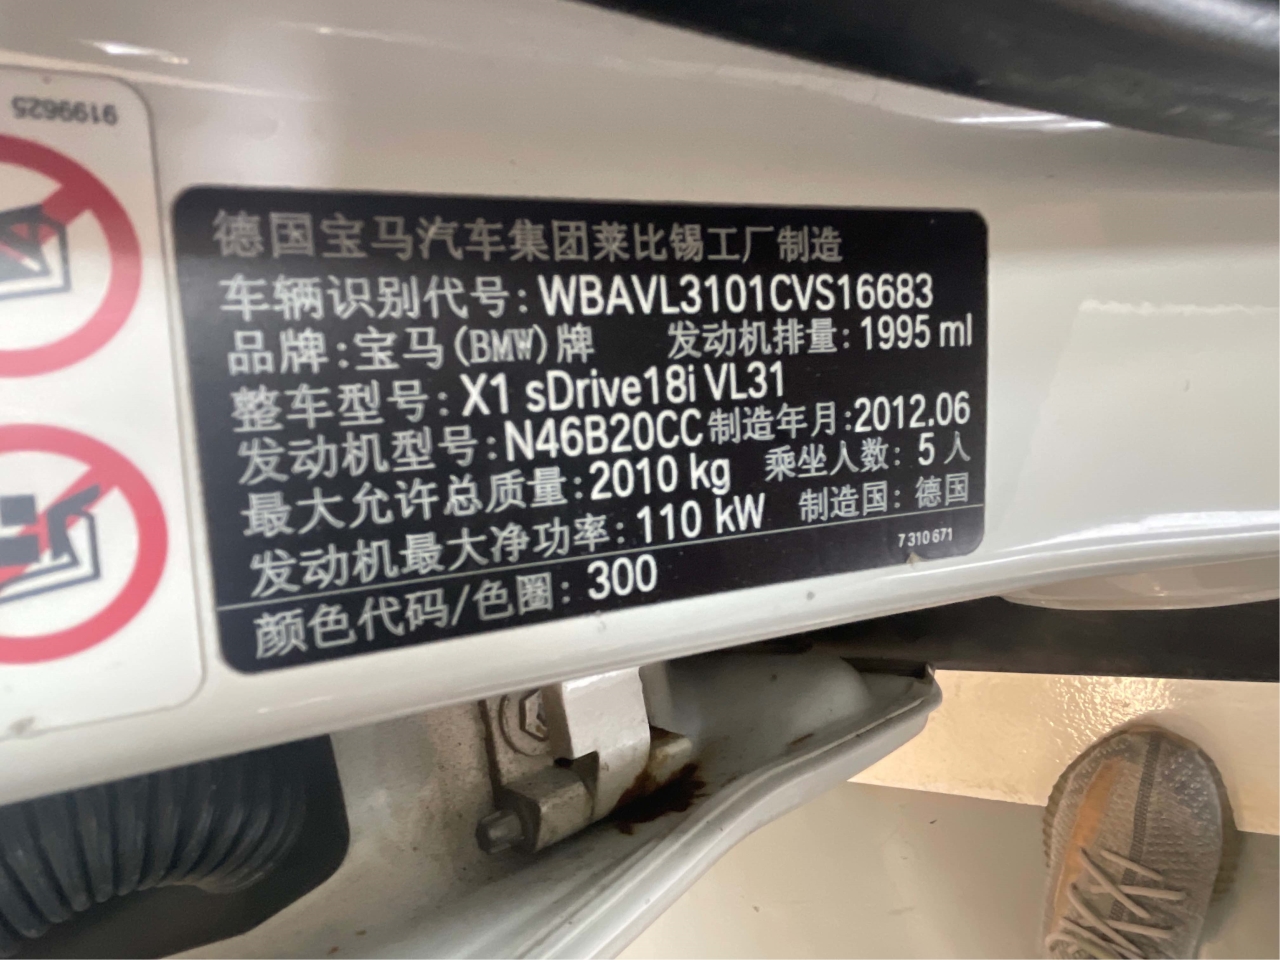 9199625
德国宝马汽车集团莱比锡工厂制造
车辆识别代号: WBAVL3101CVS16683
品牌: 宝马(BMW)牌 发动机排量: 1995 ml
整车型号: X1 sDrive18i VL31
发动机型号: N46B20CC 制造年月: 2012.06
最大允许总质量: 2010 kg 乘坐人数: 5 人
发动机最大净功率: 110 kW 制造国: 德国
颜色代码/色圈: 300 7 310 671